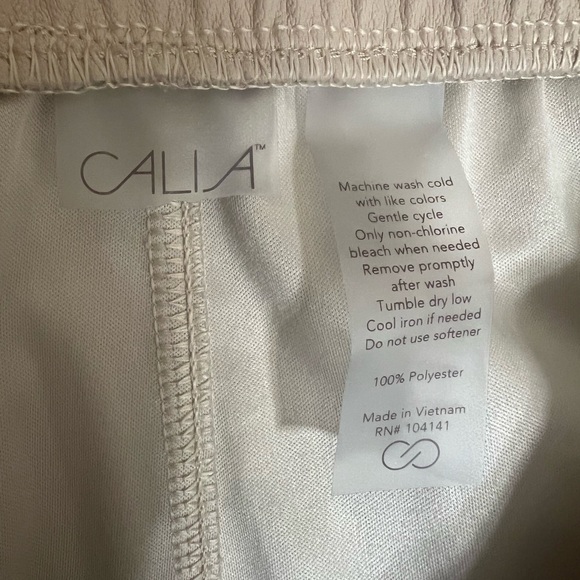 CALIA™
Machine wash cold
with like colors
Gentle cycle
Only non-chlorine
bleach when needed
Remove promptly
after wash
Tumble dry low
Cool iron if needed
Do not use softener
100% Polyester
Made in Vietnam
RN# 104141